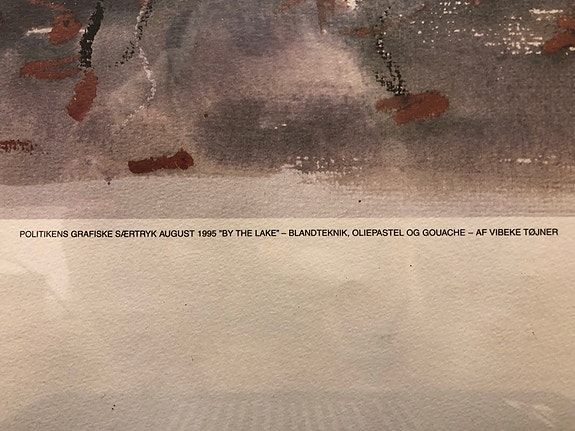 POLITIKENS GRAFISKE SÆRTRYK AUGUST 1995 "BY THE LAKE" – BLANDTEKNIK, OLIEPASTEL OG GOUACHE – AF VIBEKE TØJNER